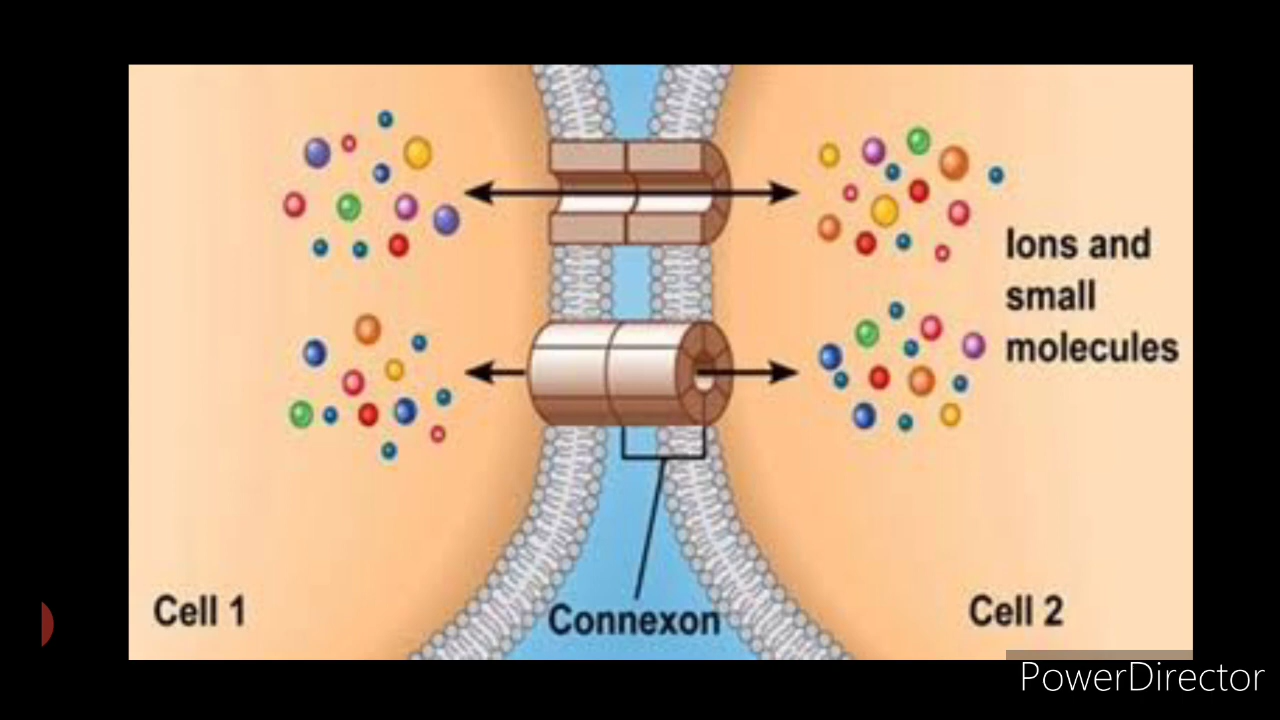 Ions and
small
molecules
Cell 1
Connexon
Cell 2
PowerDirector